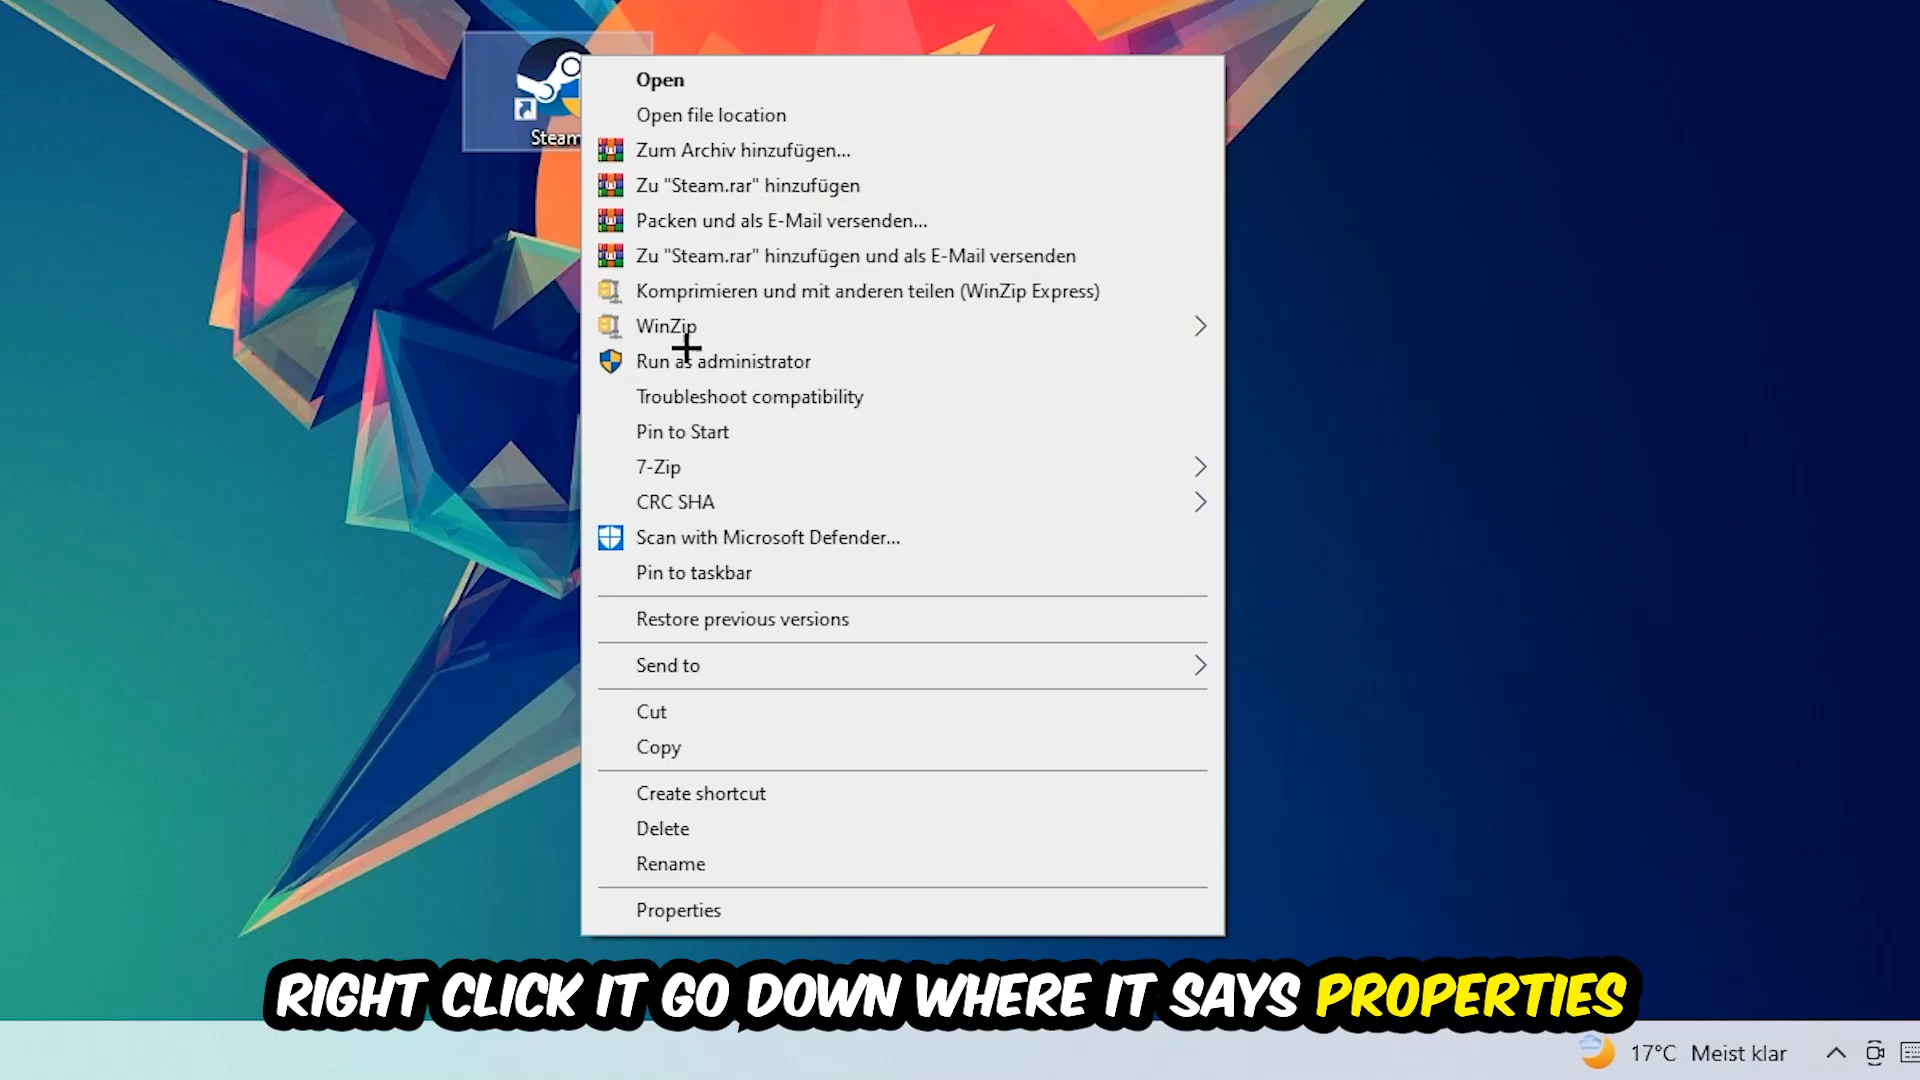 Steam
Open
Open file location
Zum Archiv hinzufügen...
Zu "Steam.rar" hinzufügen
Packen und als E-Mail versenden...
Zu "Steam.rar" hinzufügen und als E-Mail versenden
Komprimieren und mit anderen teilen (WinZip Express)
WinZip
Run as administrator
Troubleshoot compatibility
Pin to Start
7-Zip
CRC SHA
Scan with Microsoft Defender...
Pin to taskbar
Restore previous versions
Send to
Cut
Copy
Create shortcut
Delete
Rename
Properties
RIGHT CLICK IT GO DOWN WHERE IT SAYS PROPERTIES
17°C Meist klar